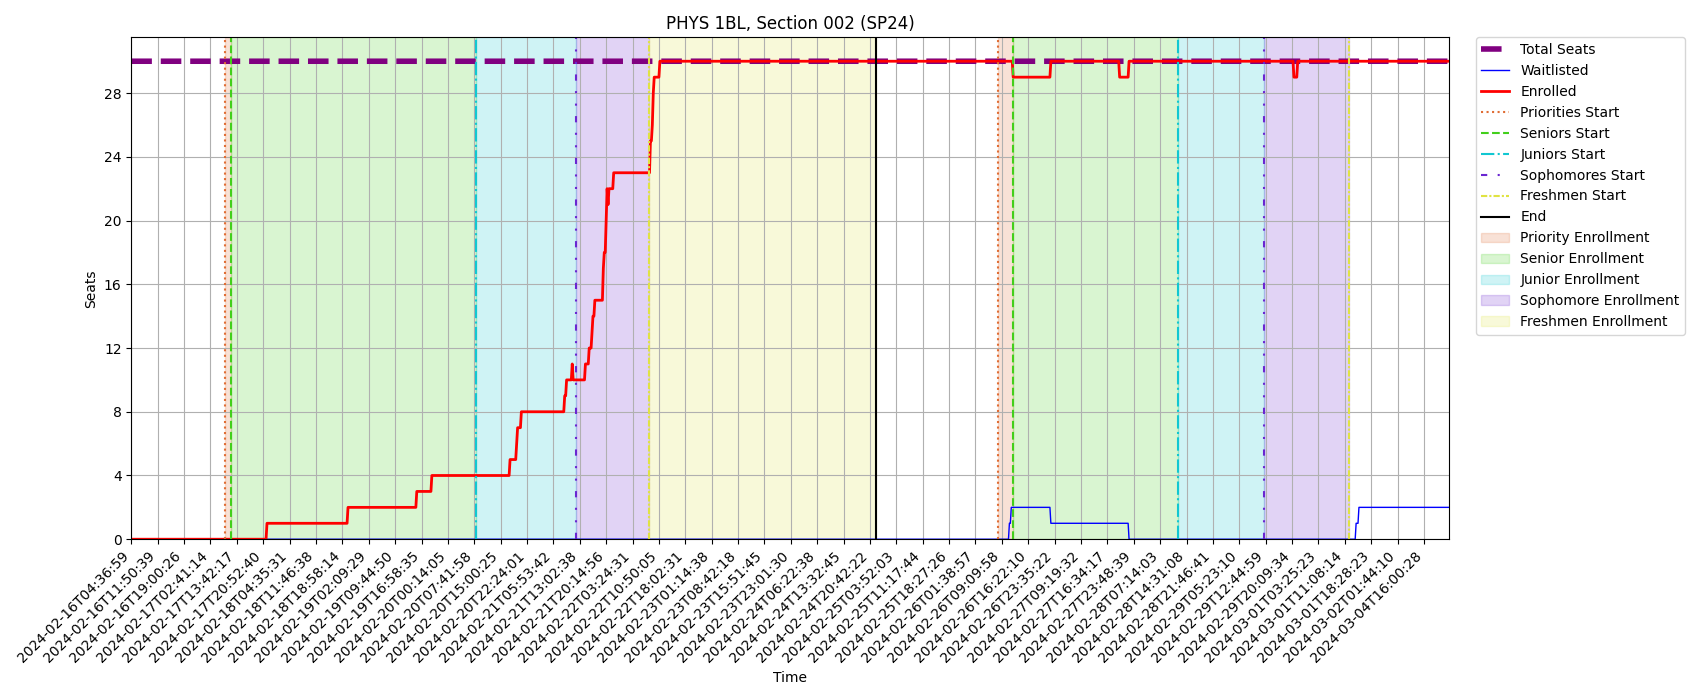 PHYS 1BL, Section 002 (SP24)
Seats
28
24
20
16
12
8
4
0
2024-02-16T04:36:59
2024-02-16T11:50:39
2024-02-16T19:00:26
2024-02-17T02:41:14
2024-02-17T13:42:17
2024-02-17T20:52:40
2024-02-18T04:35:31
2024-02-18T11:46:38
2024-02-18T18:58:14
2024-02-19T02:09:29
2024-02-19T09:44:50
2024-02-19T16:58:35
2024-02-20T00:14:05
2024-02-20T07:41:58
2024-02-20T15:00:25
2024-02-20T22:24:01
2024-02-21T05:53:42
2024-02-21T13:02:38
2024-02-21T20:14:56
2024-02-22T03:24:31
2024-02-22T10:50:05
2024-02-22T18:02:31
2024-02-23T01:14:38
2024-02-23T08:42:18
2024-02-23T15:51:45
2024-02-23T23:01:30
2024-02-24T06:22:38
2024-02-24T13:32:45
2024-02-24T20:42:22
2024-02-25T03:52:03
2024-02-25T11:17:44
2024-02-25T18:27:26
2024-02-26T01:38:57
2024-02-26T09:09:58
2024-02-26T16:22:10
2024-02-26T23:35:22
2024-02-27T09:19:32
2024-02-27T16:34:17
2024-02-27T23:48:39
2024-02-28T07:14:03
2024-02-28T14:31:08
2024-02-28T21:46:41
2024-02-29T05:23:10
2024-02-29T12:44:59
2024-02-29T20:09:34
2024-03-01T03:25:23
2024-03-01T11:08:14
2024-03-01T18:28:23
2024-03-02T01:44:10
2024-03-04T16:00:28
Time
Total Seats
Waitlisted
Enrolled
Priorities Start
Seniors Start
Juniors Start
Sophomores Start
Freshmen Start
End
Priority Enrollment
Senior Enrollment
Junior Enrollment
Sophomore Enrollment
Freshmen Enrollment